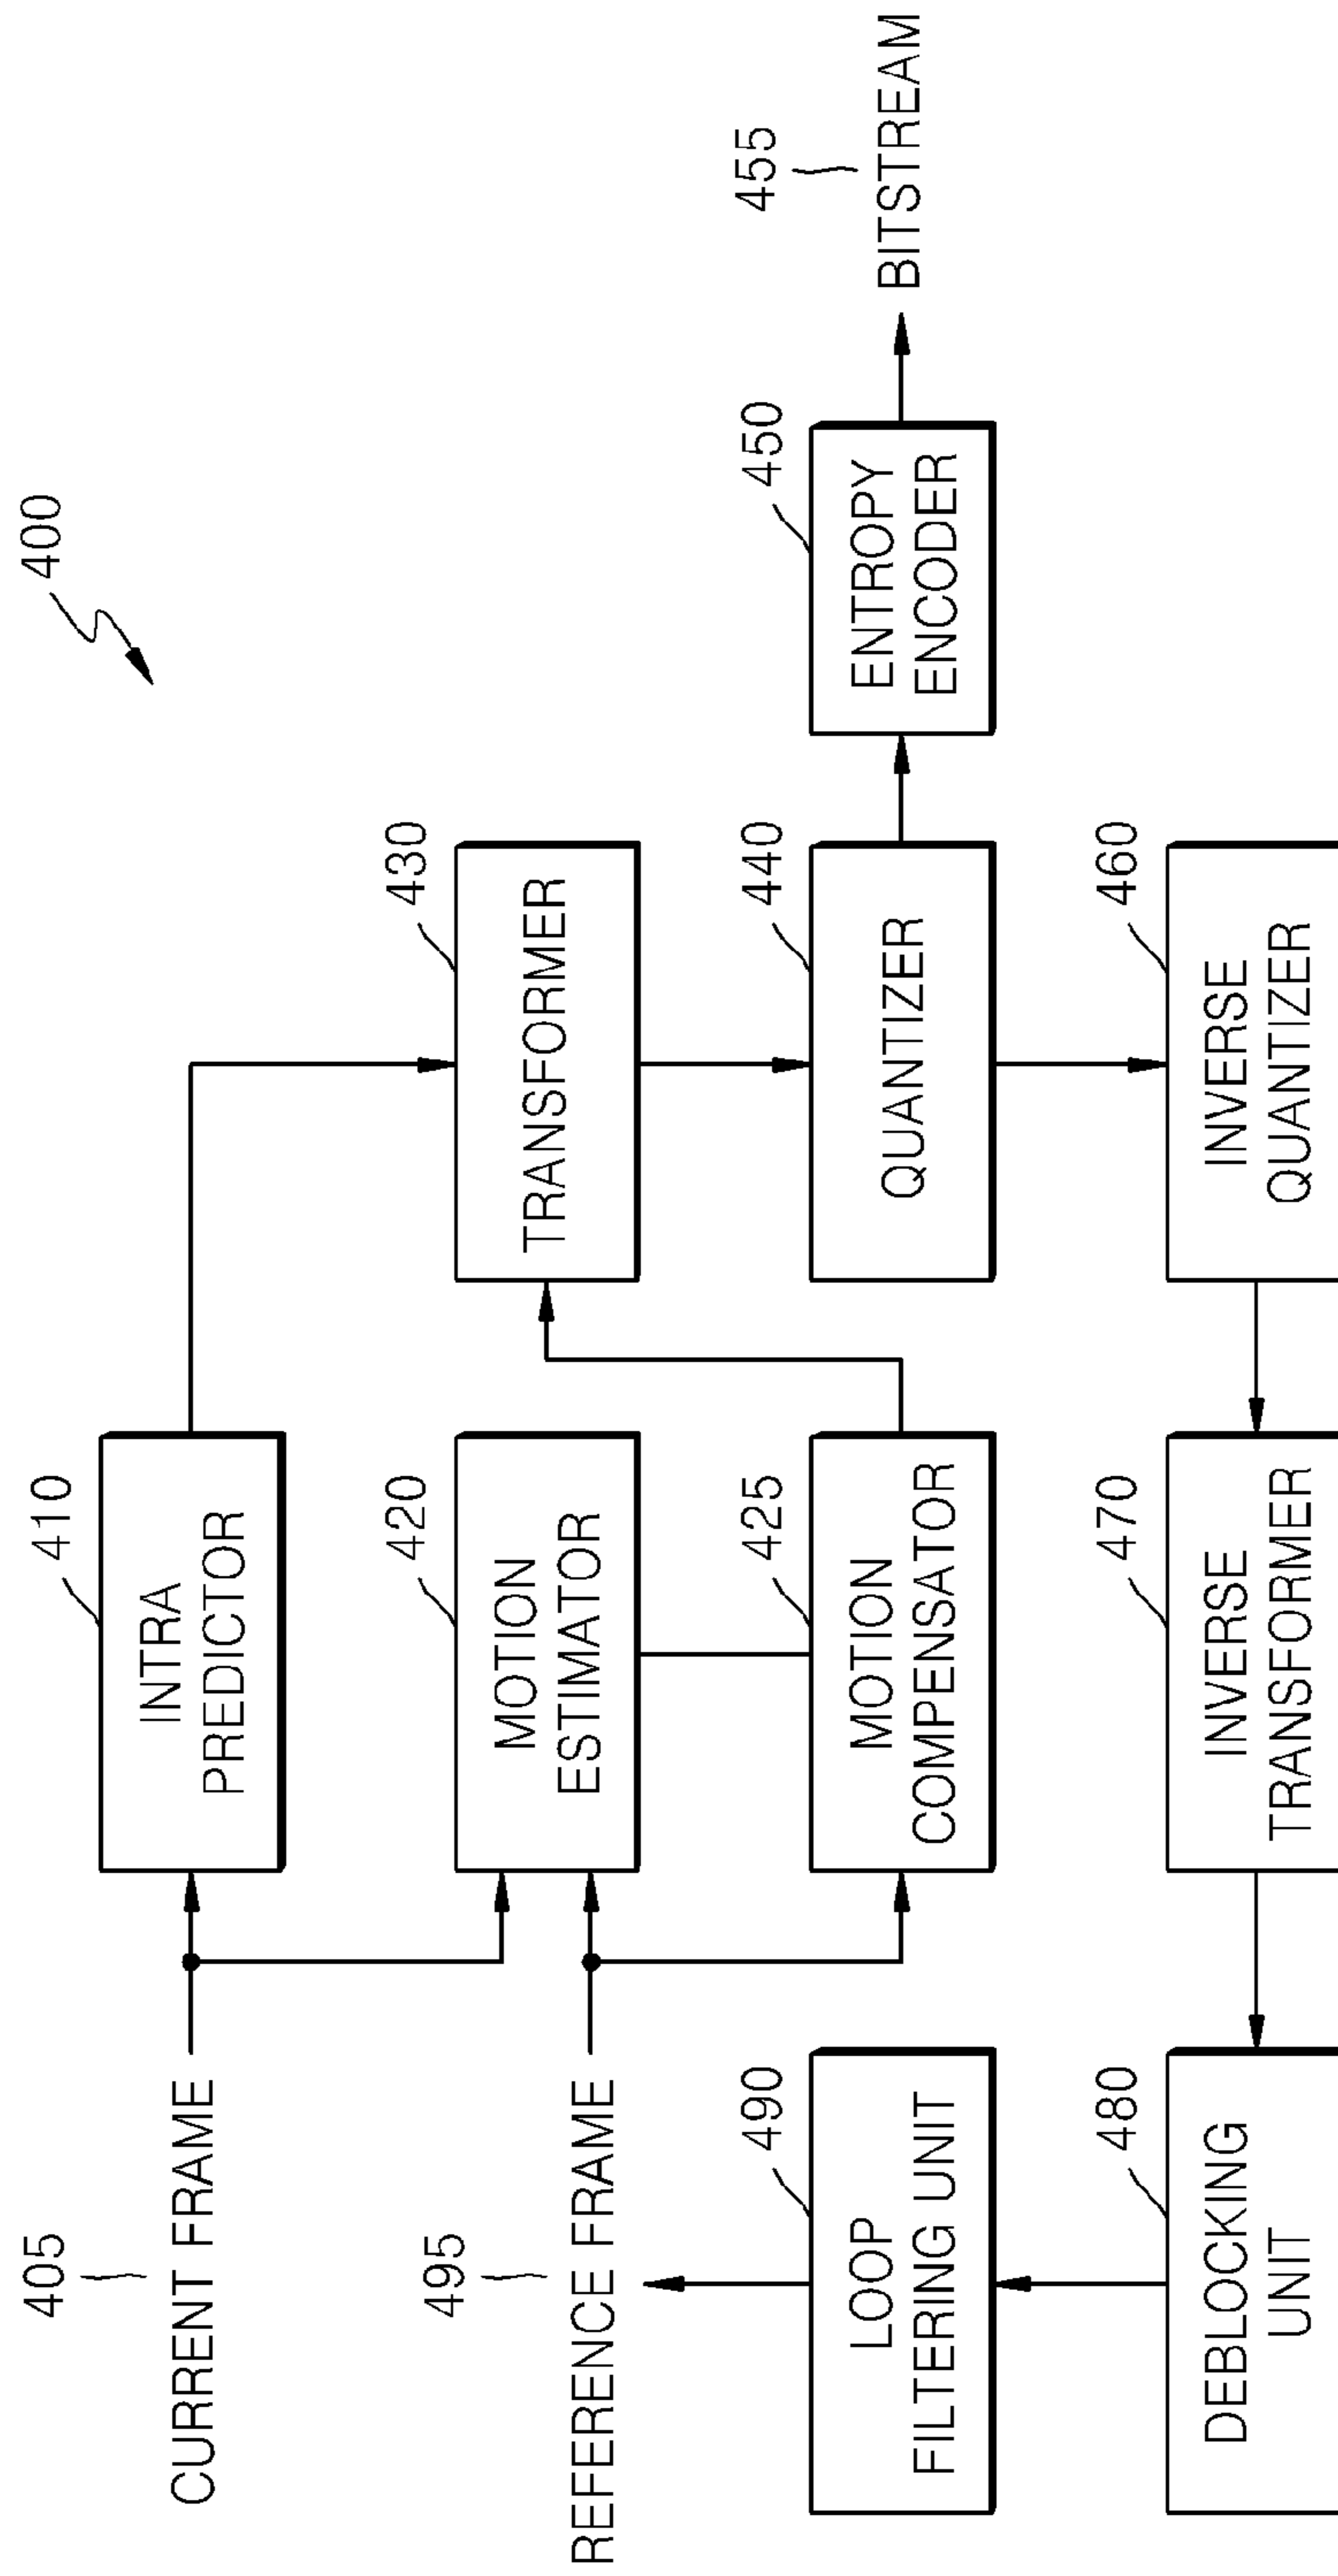 400
405
CURRENT FRAME
410
INTRA
PREDICTOR
495
REFERENCE FRAME
420
MOTION
ESTIMATOR
430
TRANSFORMER
490
LOOP
FILTERING UNIT
425
MOTION
COMPENSATOR
440
QUANTIZER
450
ENTROPY
ENCODER
455
BITSTREAM
480
DEBLOCKING
UNIT
470
INVERSE
TRANSFORMER
460
INVERSE
QUANTIZER